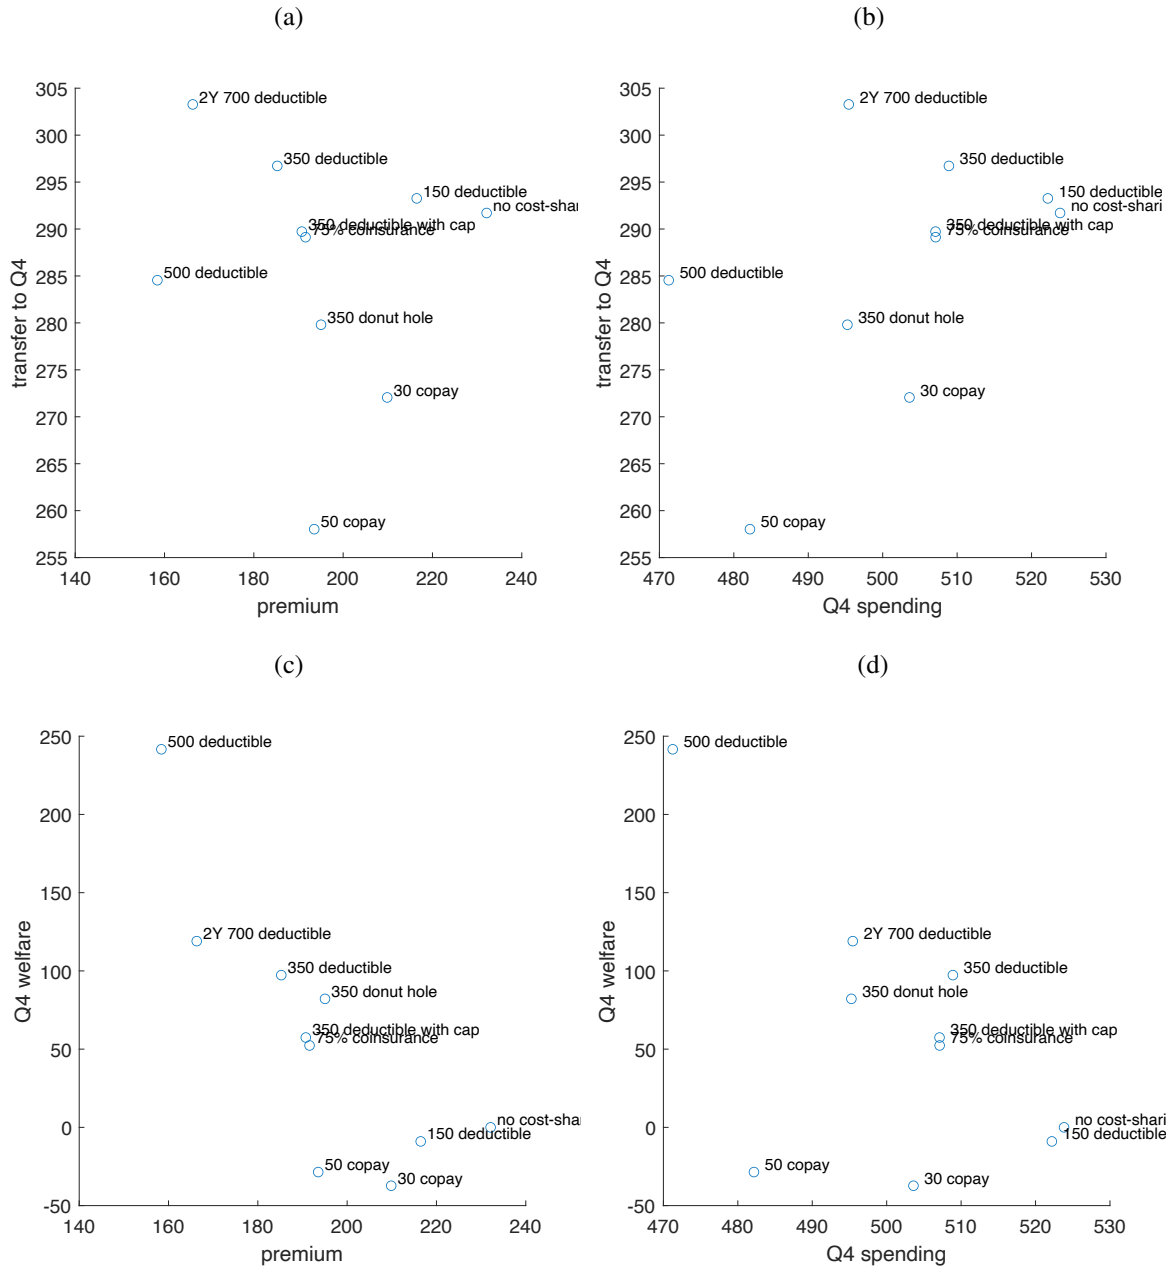 (a)
305
300
295
290
285
280
275
270
265
260
255
transfer to Q4
2Y 700 deductible
350 deductible
150 deductible
no cost-shar
350 deductible with cap
75% coinsurance
500 deductible
350 donut hole
30 copay
50 copay
140 160 180 200 220 240
premium
(b)
305
300
295
290
285
280
275
270
265
260
255
transfer to Q4
2Y 700 deductible
350 deductible
150 deductible
no cost-shari
350 deductible with cap
75% coinsurance
500 deductible
350 donut hole
30 copay
50 copay
470 480 490 500 510 520 530
Q4 spending
(c)
250
200
150
100
50
0
-50
Q4 welfare
500 deductible
2Y 700 deductible
350 deductible
350 donut hole
350 deductible with cap
75% coinsurance
no cost-shar
150 deductible
50 copay
30 copay
140 160 180 200 220 240
premium
(d)
250
200
150
100
50
0
-50
Q4 welfare
500 deductible
2Y 700 deductible
350 deductible
350 donut hole
350 deductible with cap
75% coinsurance
no cost-shari
150 deductible
50 copay
30 copay
470 480 490 500 510 520 530
Q4 spending